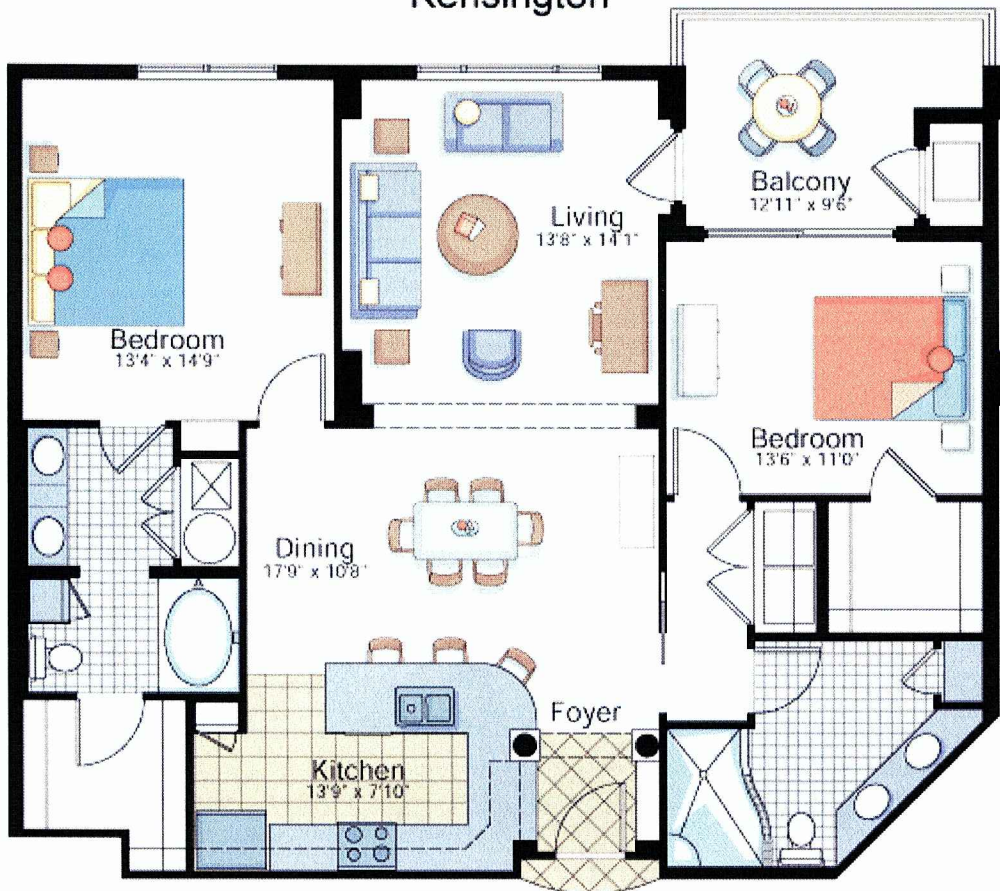 Kensington
Balcony
12'11" x 9'6"
Living
13'8" x 14'1"
Bedroom
13'4" x 14'9"
Bedroom
13'6" x 11'0"
Dining
17'9" x 10'8"
Foyer
Kitchen
13'9" x 7'10"